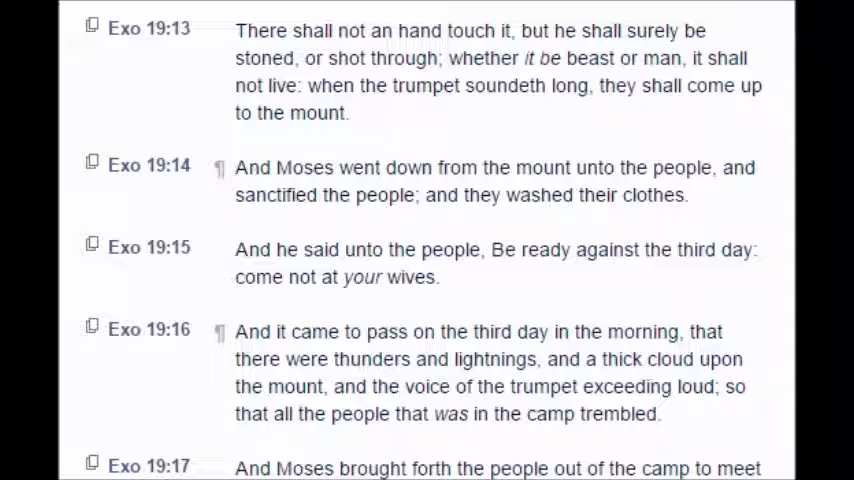 Exo 19:13 There shall not an hand touch it, but he shall surely be
stoned, or shot through; whether it be beast or man, it shall
not live: when the trumpet soundeth long, they shall come up
to the mount.
Exo 19:14 ¶ And Moses went down from the mount unto the people, and
sanctified the people; and they washed their clothes.
Exo 19:15 And he said unto the people, Be ready against the third day:
come not at your wives.
Exo 19:16 ¶ And it came to pass on the third day in the morning, that
there were thunders and lightnings, and a thick cloud upon
the mount, and the voice of the trumpet exceeding loud; so
that all the people that was in the camp trembled.
Exo 19:17 And Moses brought forth the people out of the camp to meet